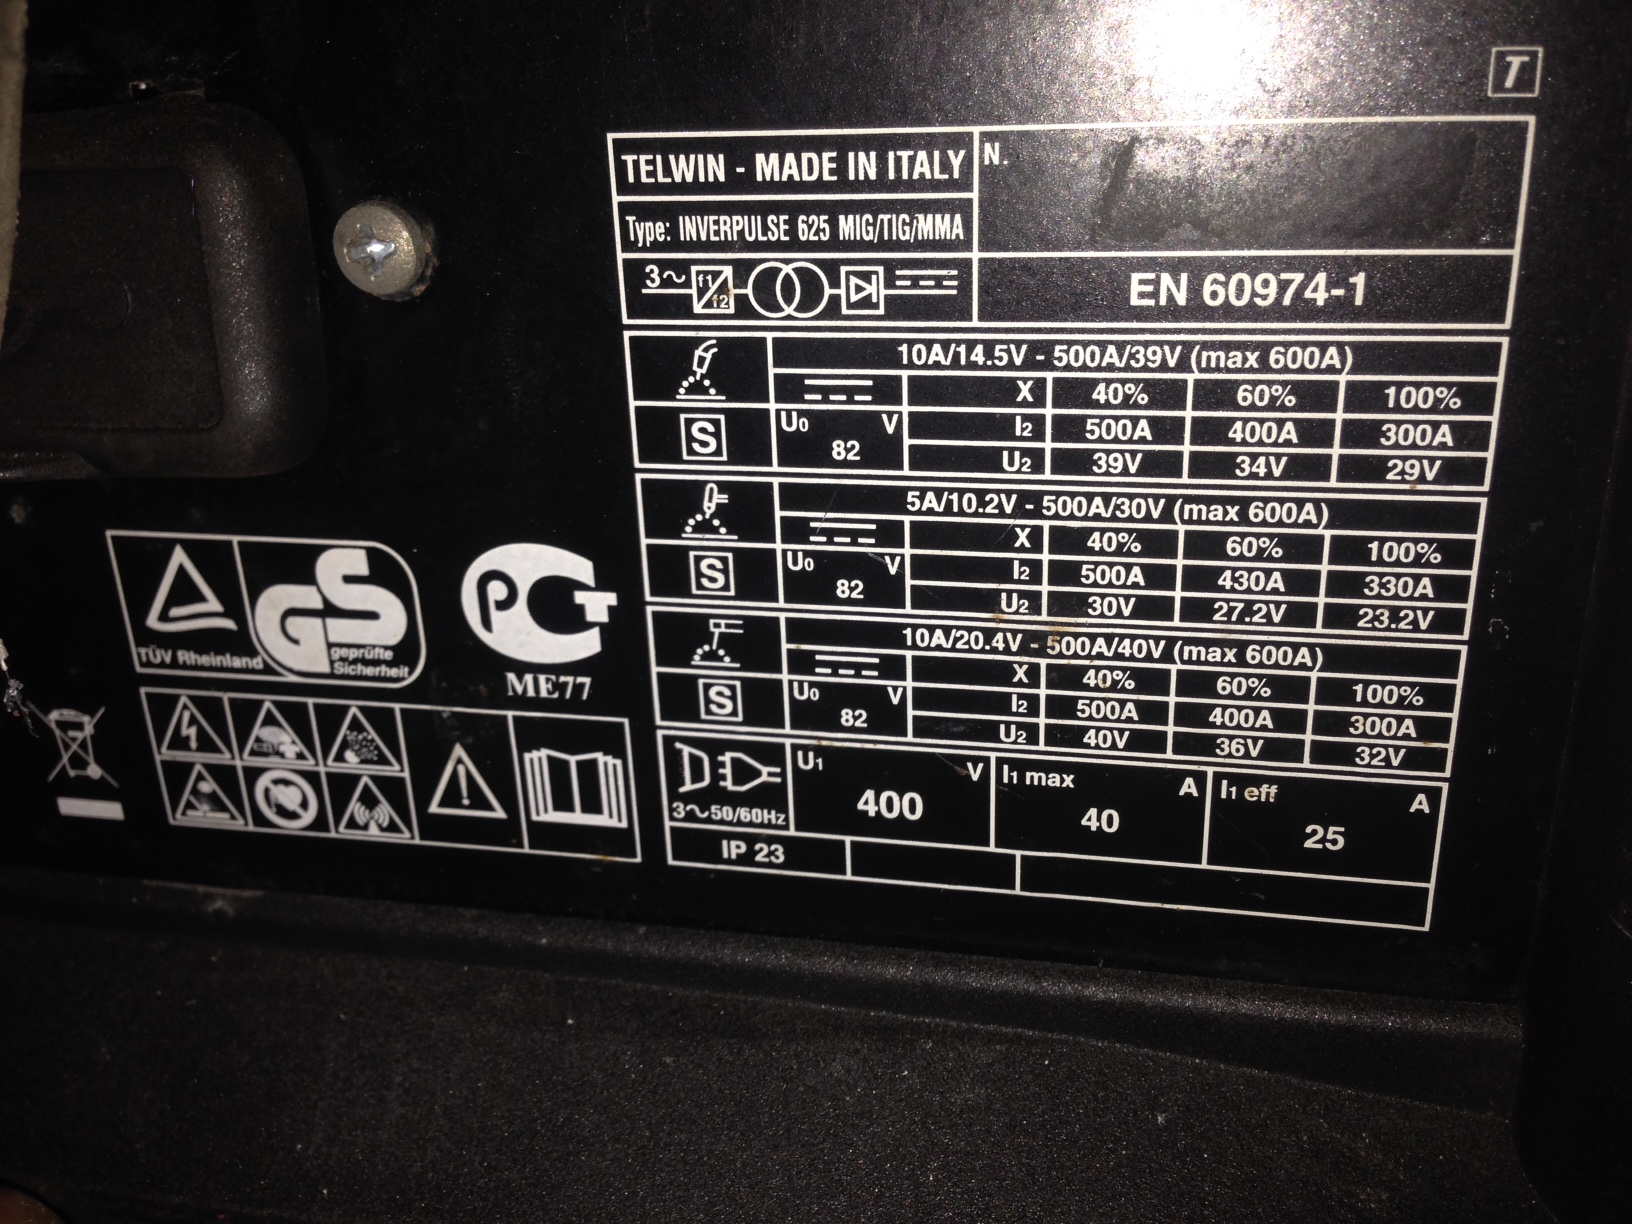 T
TELWIN - MADE IN ITALY
N.
Type: INVERPULSE 625 MIG/TIG/MMA
3~ f1 f2
EN 60974-1
10A/14.5V - 500A/39V (max 600A)
X 40% 60% 100%
S U0 V 82 I2 500A 400A 300A
U2 39V 34V 29V
5A/10.2V - 500A/30V (max 600A)
X 40% 60% 100%
S U0 V 82 I2 500A 430A 330A
U2 30V 27.2V 23.2V
10A/20.4V - 500A/40V (max 600A)
X 40% 60% 100%
S U0 V 82 I2 500A 400A 300A
U2 40V 36V 32V
3~50/60Hz U1 V 400 I1 max A 40 I1 eff A 25
IP 23
TÜV Rheinland
GS
geprüfte
Sicherheit
PCT
ME77